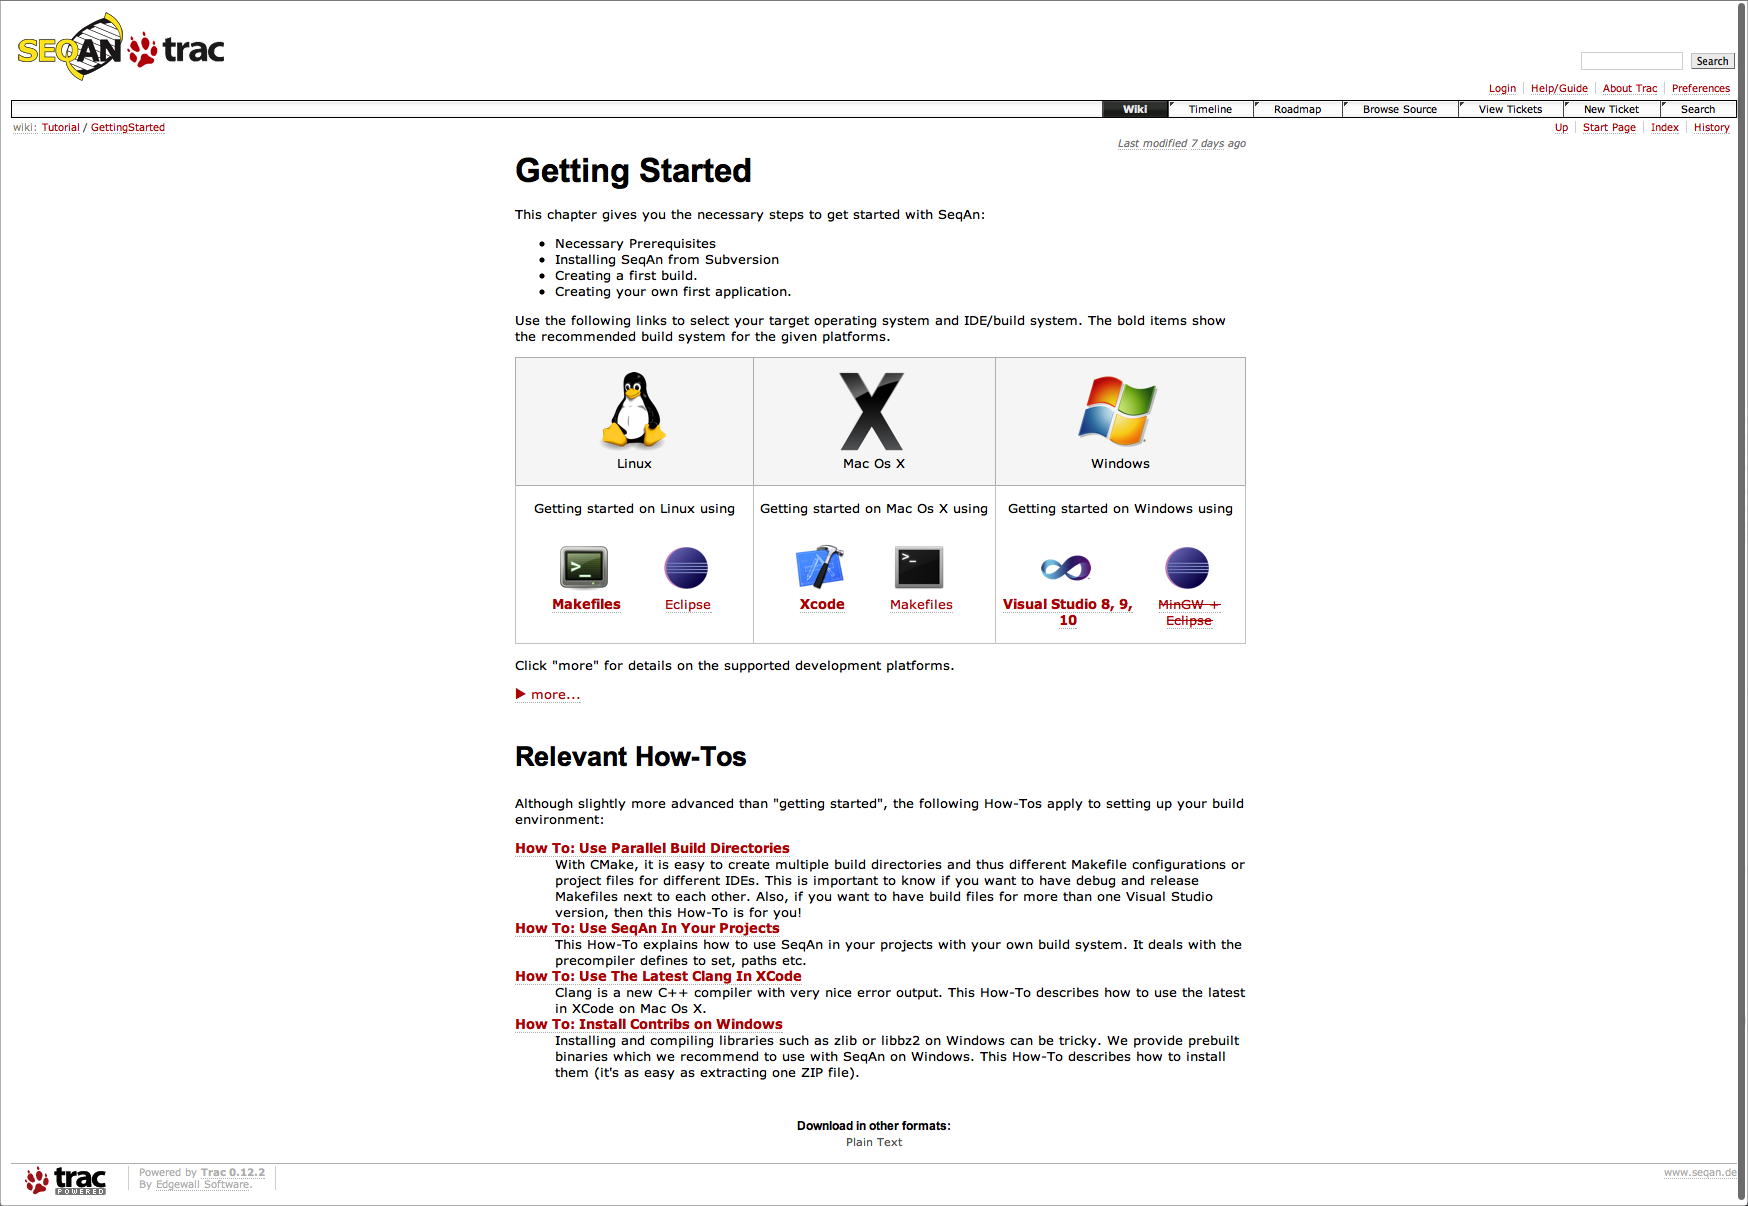 SEQAN trac
Search
Login Help/Guide About Trac Preferences
Wiki Timeline Roadmap Browse Source View Tickets New Ticket Search
wiki: Tutorial / GettingStarted
Up Start Page Index History
Last modified 7 days ago
Getting Started
This chapter gives you the necessary steps to get started with SeqAn:
• Necessary Prerequisites
• Installing SeqAn from Subversion
• Creating a first build.
• Creating your own first application.
Use the following links to select your target operating system and IDE/build system. The bold items show
the recommended build system for the given platforms.
Linux Mac Os X Windows
Getting started on Linux using Getting started on Mac Os X using Getting started on Windows using
Makefiles Eclipse Xcode Makefiles Visual Studio 8, 9, MinGW +
10 Eclipse
Click "more" for details on the supported development platforms.
more...
Relevant How-Tos
Although slightly more advanced than "getting started", the following How-Tos apply to setting up your build
environment:
How To: Use Parallel Build Directories
With CMake, it is easy to create multiple build directories and thus different Makefile configurations or
project files for different IDEs. This is important to know if you want to have debug and release
Makefiles next to each other. Also, if you want to have build files for more than one Visual Studio
version, then this How-To is for you!
How To: Use SeqAn In Your Projects
This How-To explains how to use SeqAn in your projects with your own build system. It deals with the
precompiler defines to set, paths etc.
How To: Use The Latest Clang In XCode
Clang is a new C++ compiler with very nice error output. This How-To describes how to use the latest
in XCode on Mac Os X.
How To: Install Contribs on Windows
Installing and compiling libraries such as zlib or libbz2 on Windows can be tricky. We provide prebuilt
binaries which we recommend to use with SeqAn on Windows. This How-To describes how to install
them (it's as easy as extracting one ZIP file).
Download in other formats:
Plain Text
trac POWERED
Powered by Trac 0.12.2
By Edgewall Software.
www.seqan.de